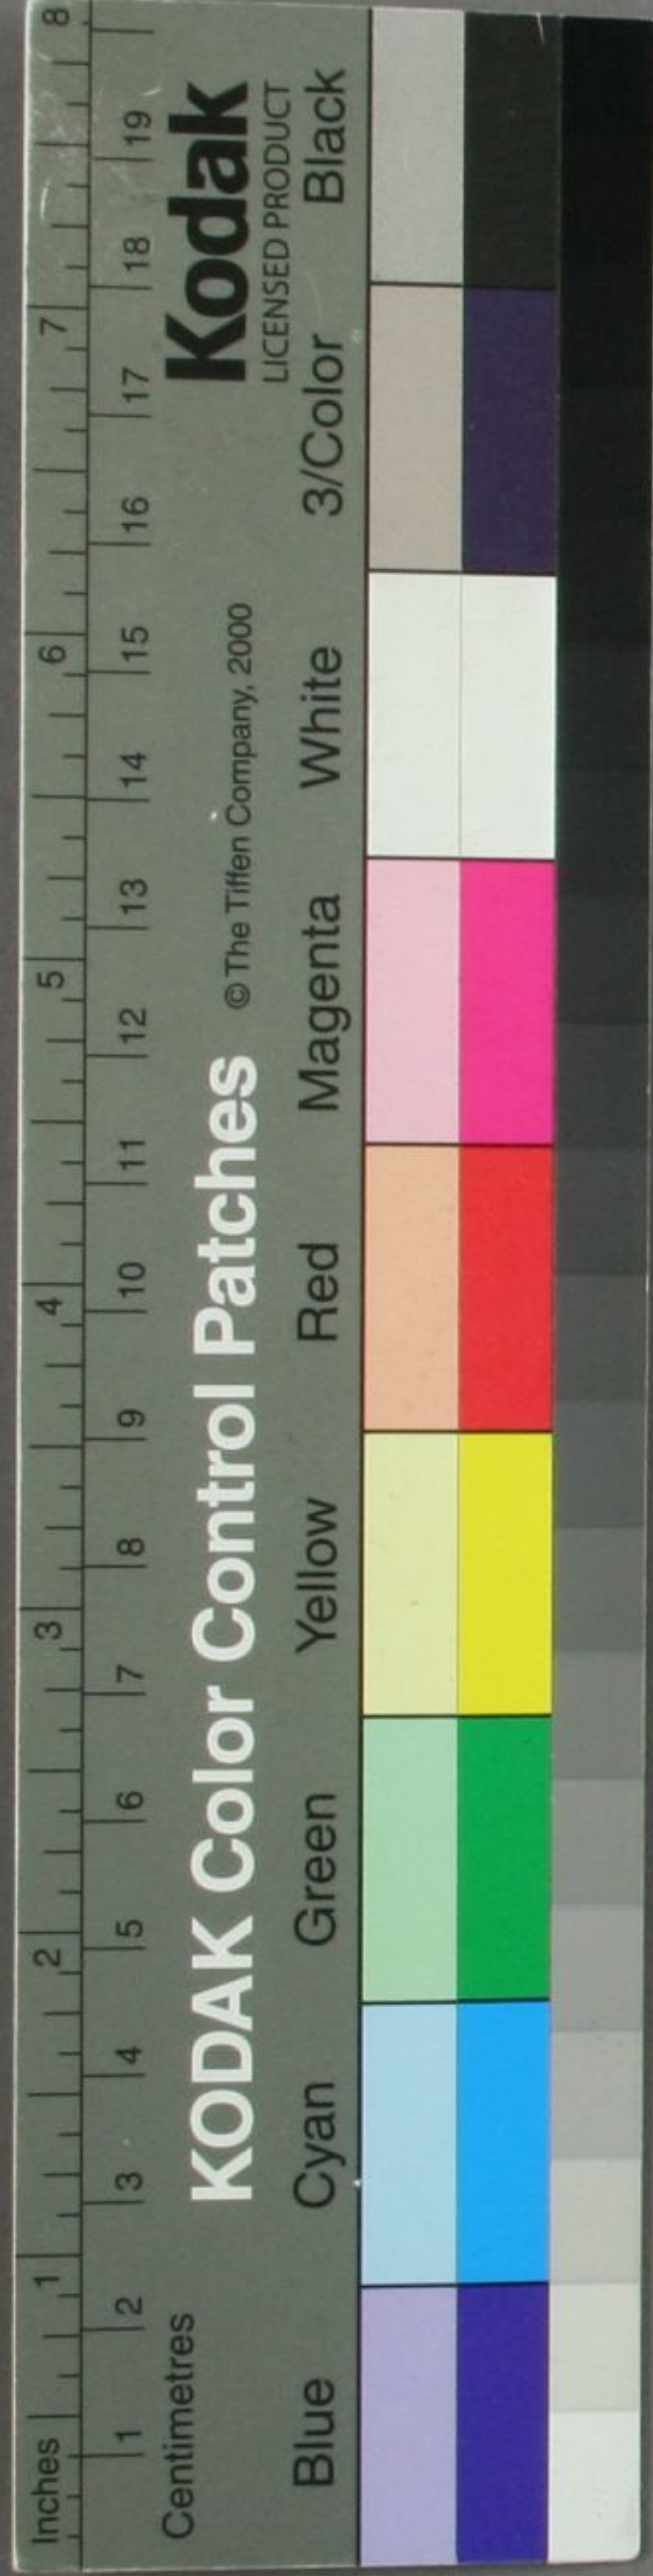 Inches 1 2 3 4 5 6 7 8
1 2 3 4 5 6 7 8 9 10 11 12 13 14 15 16 17 18 19
Centimetres
KODAK Color Control Patches ©The Tiffen Company, 2000 Kodak
LICENSED PRODUCT
Blue Cyan Green Yellow Red Magenta White 3/Color Black